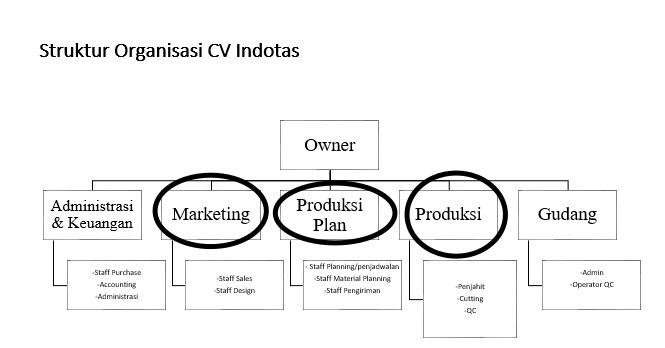 Struktur Organisasi CV Indotas
Owner
Administrasi
& Keuangan
Marketing
Produksi
Plan
Produksi
Gudang
-Staff Purchase
-Accounting
-Administrasi
-Staff Sales
-Staff Design
- Staff Planning/penjadwalan
-Staff Material Planning
-Staff Pengiriman
-Penjahit
-Cutting
-QC
-Admin
-Operator QC